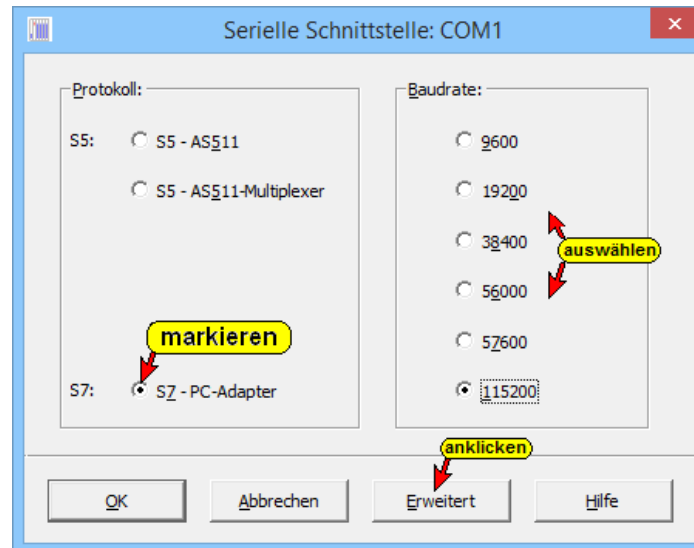 Serielle Schnittstelle: COM1
Protokoll:
S5:
S5 - AS511
S5 - AS511-Multiplexer
markieren
S7:
S7 - PC-Adapter
Baudrate:
9600
19200
38400
auswählen
56000
57600
115200
anklicken
OK
Abbrechen
Erweitert
Hilfe